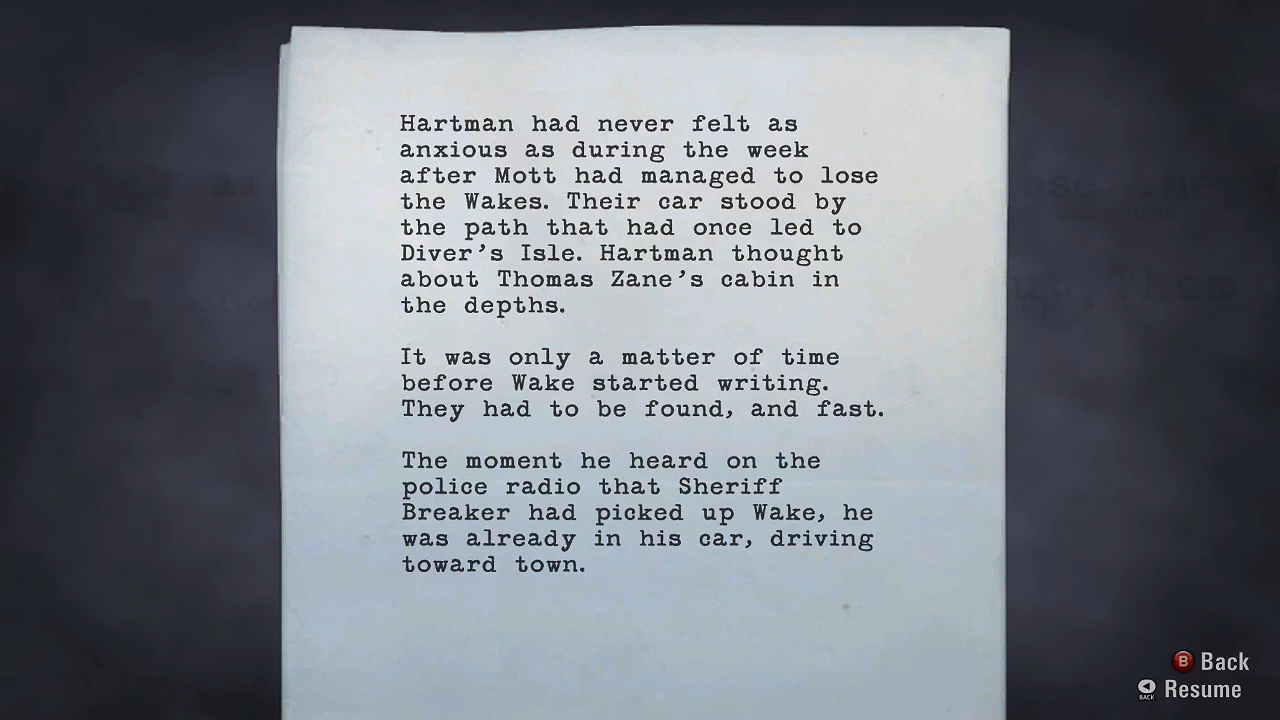 Hartman had never felt as
anxious as during the week
after Mott had managed to lose
the Wakes. Their car stood by
the path that had once led to
Diver's Isle. Hartman thought
about Thomas Zane's cabin in
the depths.
It was only a matter of time
before Wake started writing.
They had to be found, and fast.
The moment he heard on the
police radio that Sheriff
Breaker had picked up Wake, he
was already in his car, driving
toward town.
B Back
BACK Resume